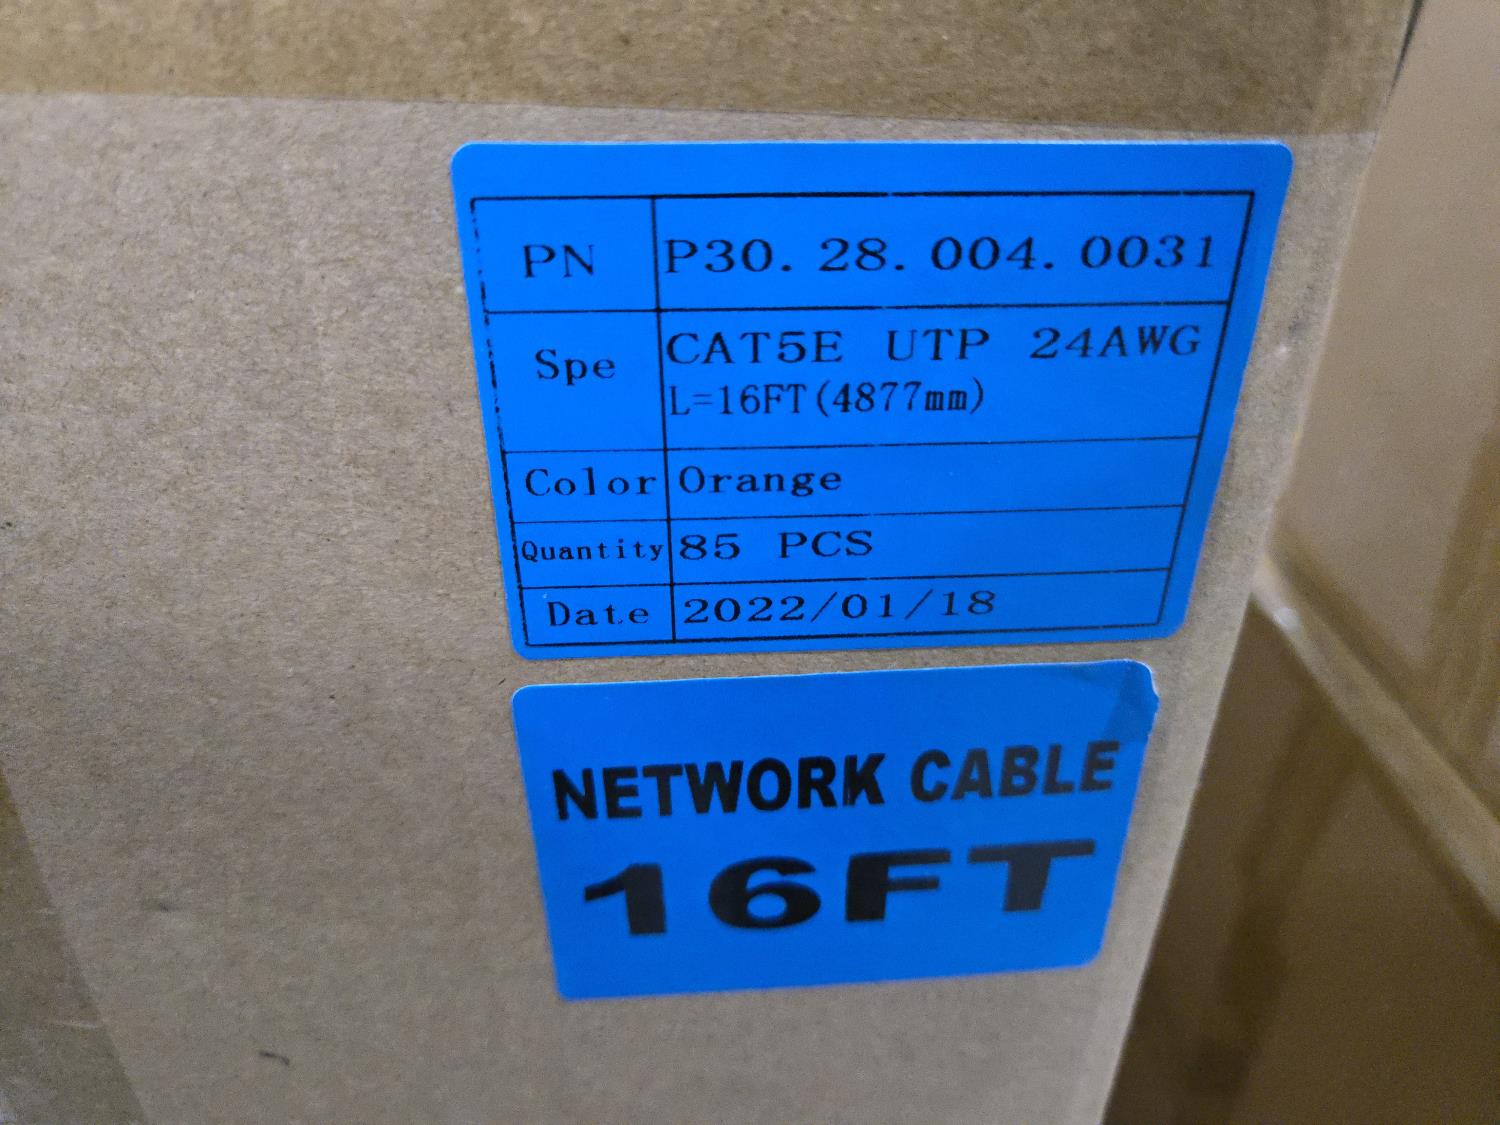 PN P30. 28. 004. 0031
Spe CAT5E UTP 24AWG
L=16FT(4877mm)
Color Orange
Quantity 85 PCS
Date 2022/01/18
NETWORK CABLE
16FT